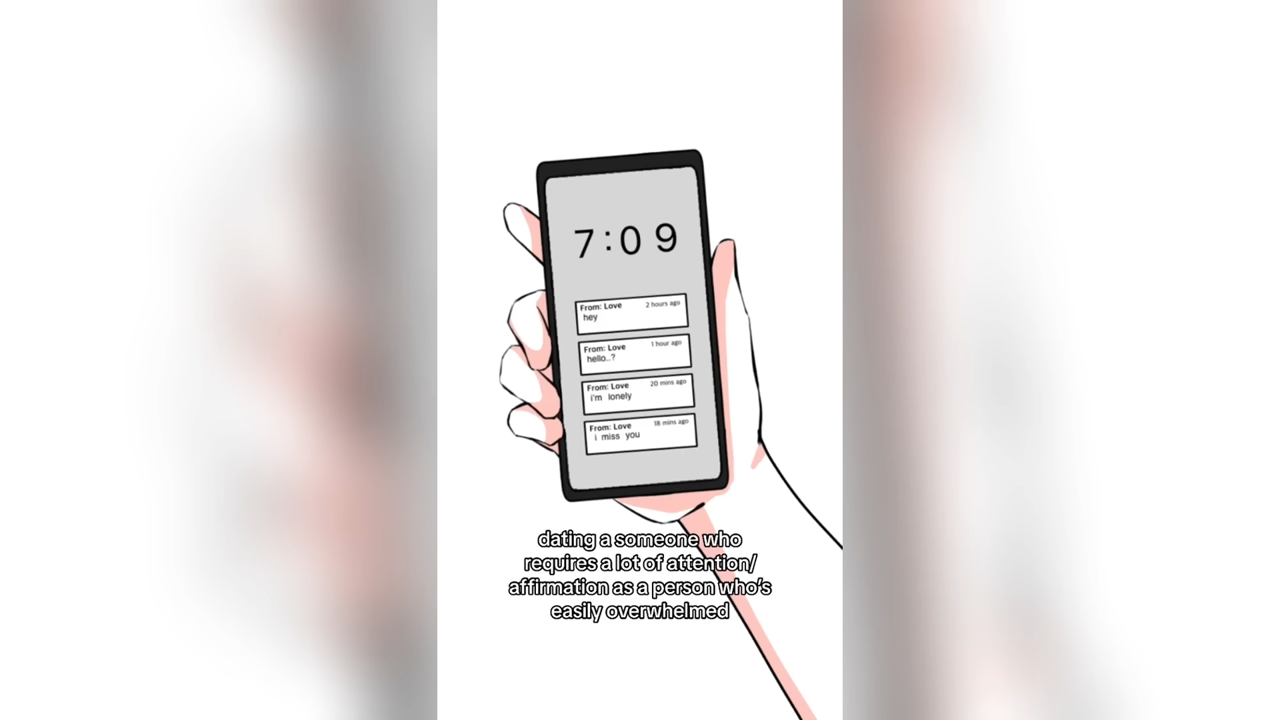 7:09
From: Love 2 hours ago
hey
From: Love 1 hour ago
hello..?
From: Love 20 mins ago
i'm lonely
From: Love 18 mins ago
i miss you
dating a someone who
requires a lot of attention/
affirmation as a person who's
easily overwhelmed